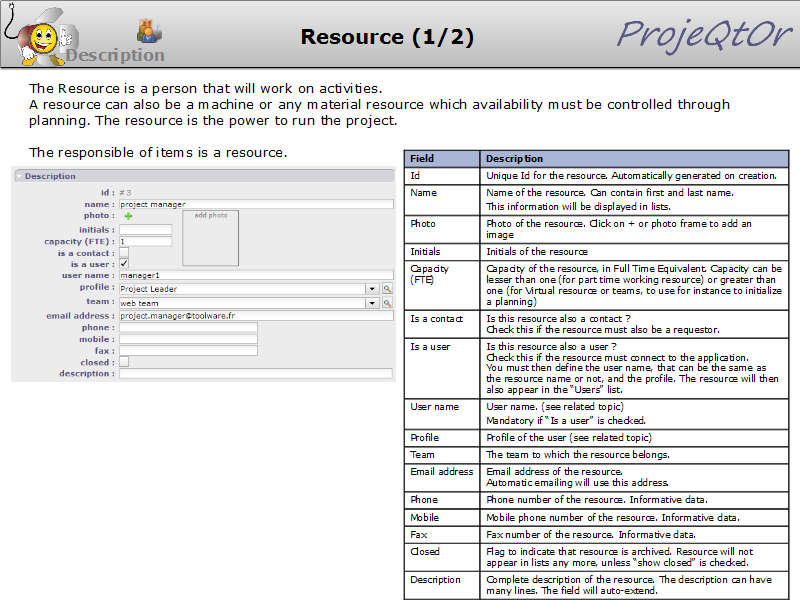 Resource (1/2)
ProjeQtOr
Description
The Resource is a person that will work on activities.
A resource can also be a machine or any material resource which availability must be controlled through
planning. The resource is the power to run the project.
The responsible of items is a resource.
Description
id : #3
name : project manager
photo :
add photo
initials :
capacity (FTE) : 1
is a contact :
is a user :
user name : manager1
profile : Project Leader
team : web team
email address : project.manager@toolware.fr
phone :
mobile :
fax :
closed :
description :
Field Description
Id Unique Id for the resource. Automatically generated on creation.
Name Name of the resource. Can contain first and last name.
This information will be displayed in lists.
Photo Photo of the resource. Click on + or photo frame to add an
image
Initials Initials of the resource
Capacity Capacity of the resource, in Full Time Equivalent. Capacity can be
(FTE) lesser than one (for part time working resource) or greater than
one (for Virtual resource or teams, to use for instance to initialize
a planning)
Is a contact Is this resource also a contact ?
Check this if the resource must also be a requestor.
Is a user Is this resource also a user ?
Check this if the resource must connect to the application.
You must then define the user name, that can be the same as
the resource name or not, and the profile. The resource will then
also appear in the “Users” list.
User name User name. (see related topic)
Mandatory if “Is a user” is checked.
Profile Profile of the user (see related topic)
Team The team to which the resource belongs.
Email address Email address of the resource.
Automatic emailing will use this address.
Phone Phone number of the resource. Informative data.
Mobile Mobile phone number of the resource. Informative data.
Fax Fax number of the resource. Informative data.
Closed Flag to indicate that resource is archived. Resource will not
appear in lists any more, unless “show closed” is checked.
Description Complete description of the resource. The description can have
many lines. The field will auto-extend.